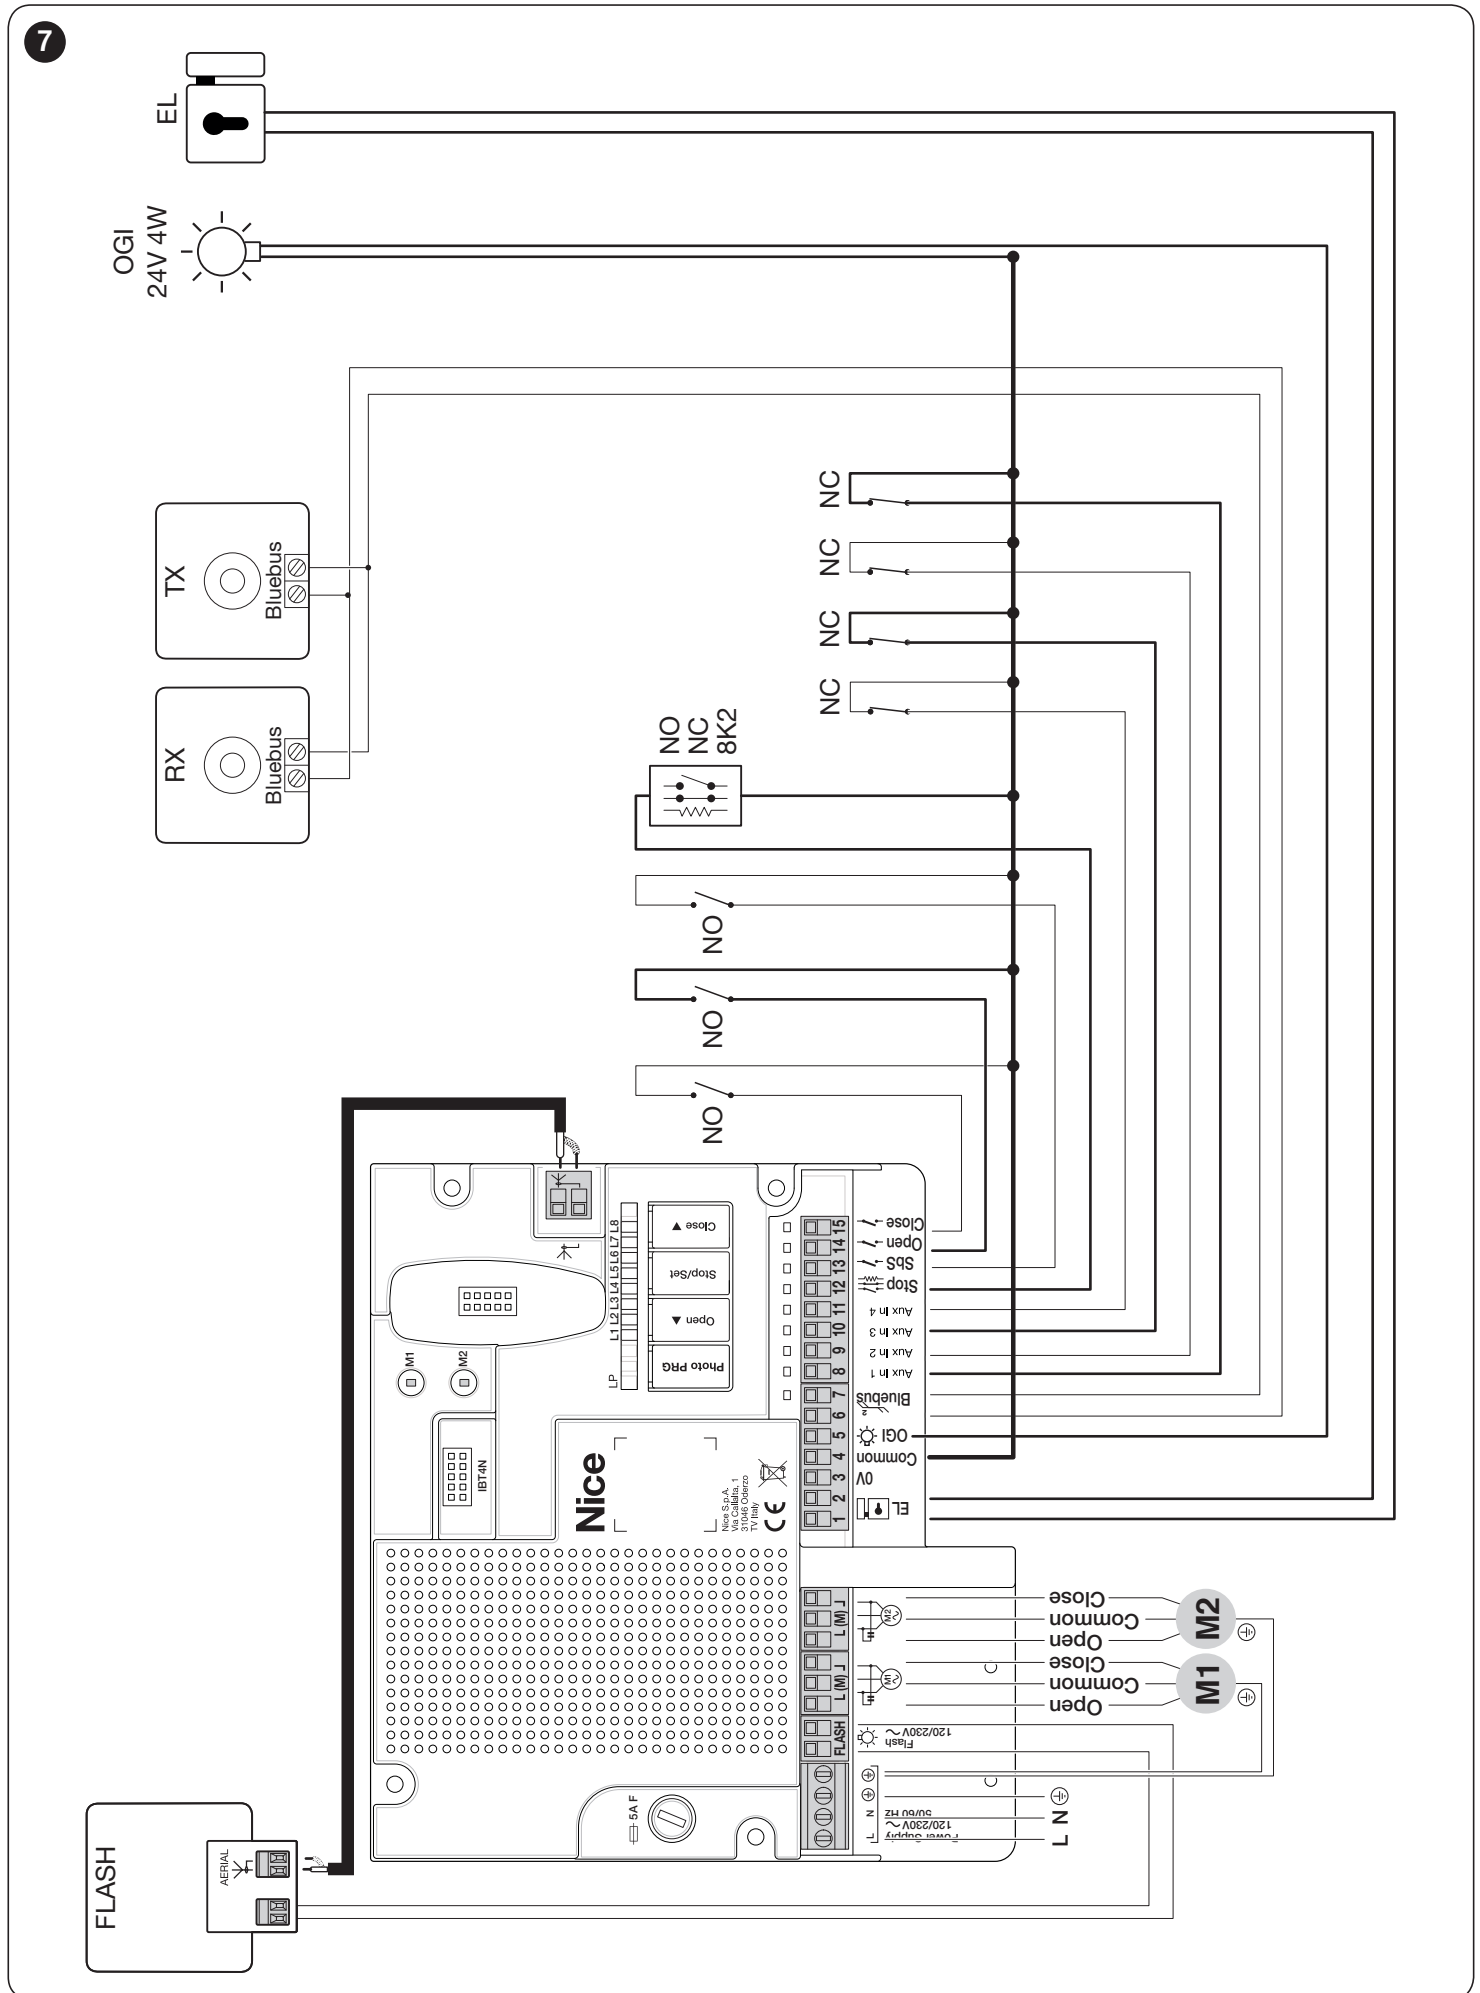 7
EL
OGI
24V 4W
TX
Bluebus
RX
Bluebus
NC
NC
NC
NC
NO
NC
8K2
NO
NO
NO
L1 L2 L3 L4 L5 L6 L7 L8
LP
Close ▼
Stop/Set
Open ▲
Photo PRG
M1
M2
IBT4N
Nice
Nice S.p.A.
Via Callalta, 1
31046 Oderzo
TV Italy
CE
15 Close
14 Open
13 SbS
12 Stop
11 Aux In 4
10 Aux In 3
9 Aux In 2
8 Aux In 1
7 Bluebus
6
5 OGI
4 Common
3 0V
2
1 EL
L (M)
M2
Close
Common
Open
M2
L (M)
M1
Close
Common
Open
M1
FLASH
Flash
120/230V
L N
Power Supply
120/230V
50/60 Hz
L N
5A F
FLASH
AERIAL